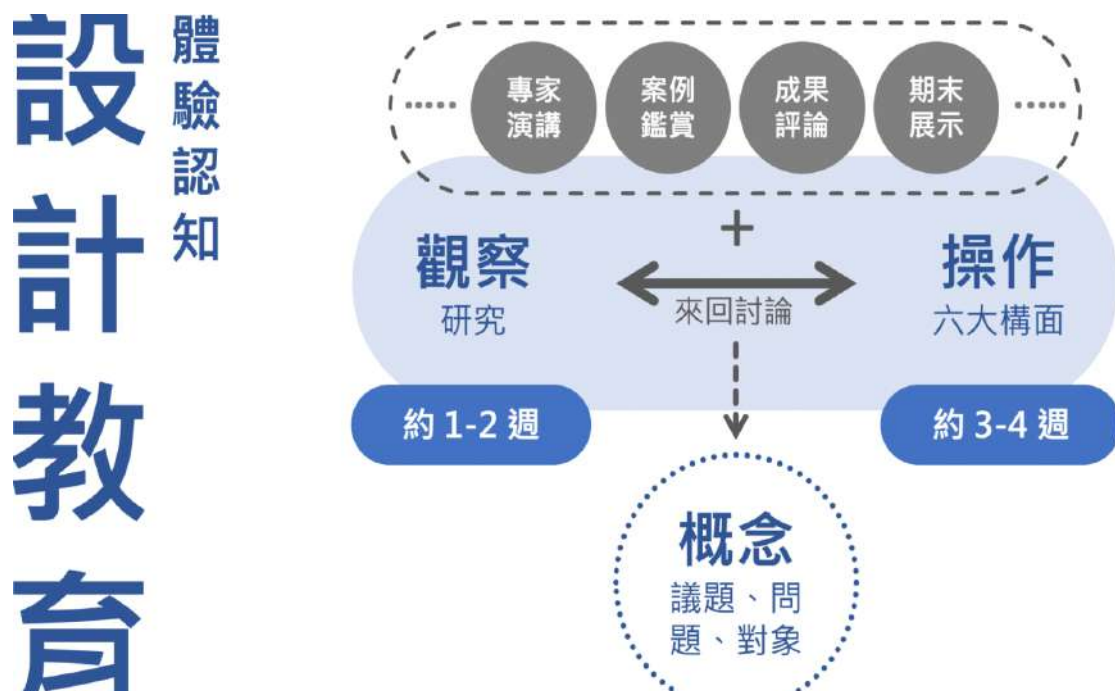 設計教育
體驗認知
專家
演講
案例
鑑賞
成果
評論
期末
展示
+
觀察
研究
來回討論
操作
六大構面
約 1-2 週
約 3-4 週
概念
議題、問
題、對象